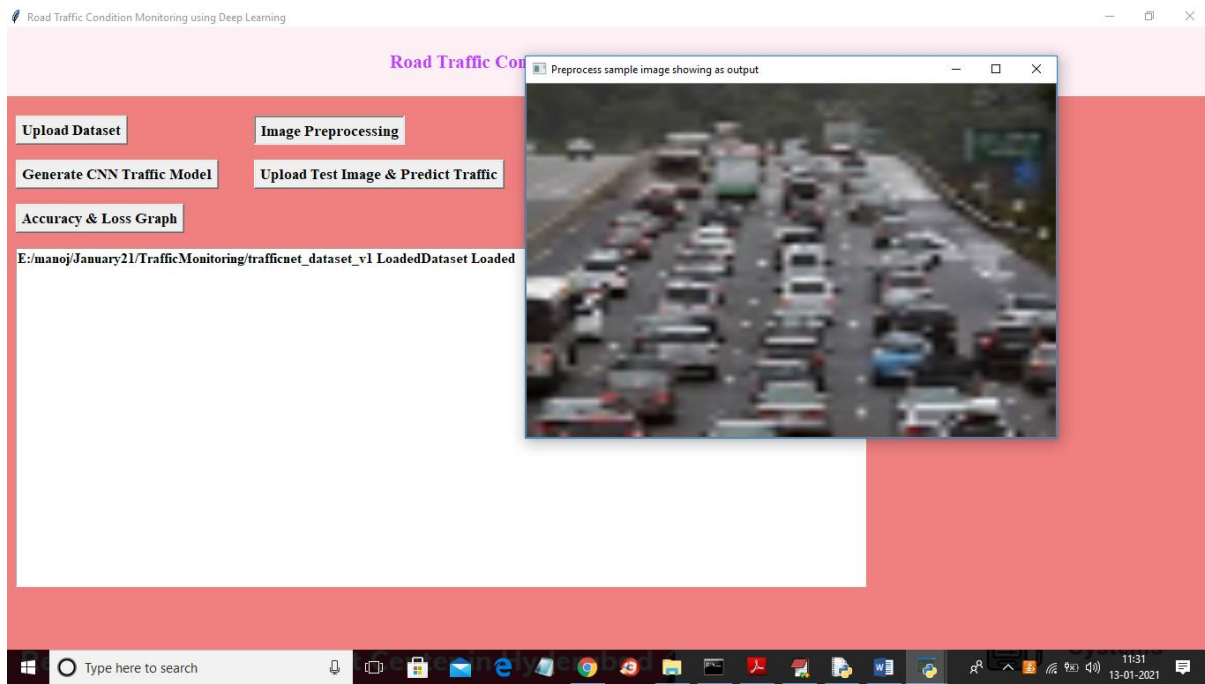 Road Traffic Condition Monitoring using Deep Learning
Road Traffic Con
Preprocess sample image showing as output
Upload Dataset
Image Preprocessing
Generate CNN Traffic Model
Upload Test Image & Predict Traffic
Accuracy & Loss Graph
E:/manoj/January21/TrafficMonitoring/trafficnet_dataset_v1 LoadedDataset Loaded
Type here to search
11:31
13-01-2021